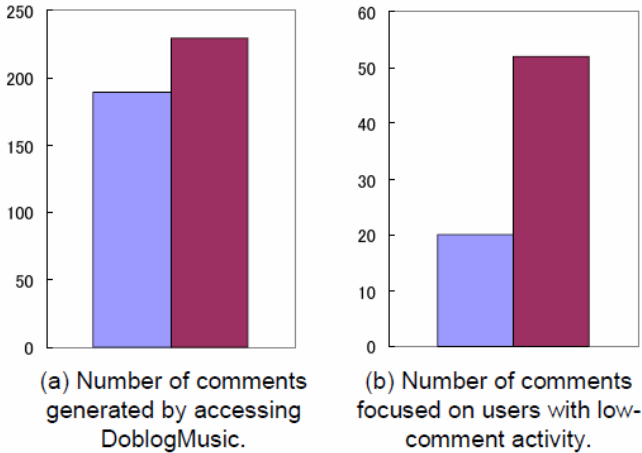 250
200
150
100
50
0
(a) Number of comments
generated by accessing
DoblogMusic.
60
50
40
30
20
10
0
(b) Number of comments
focused on users with low-
comment activity.